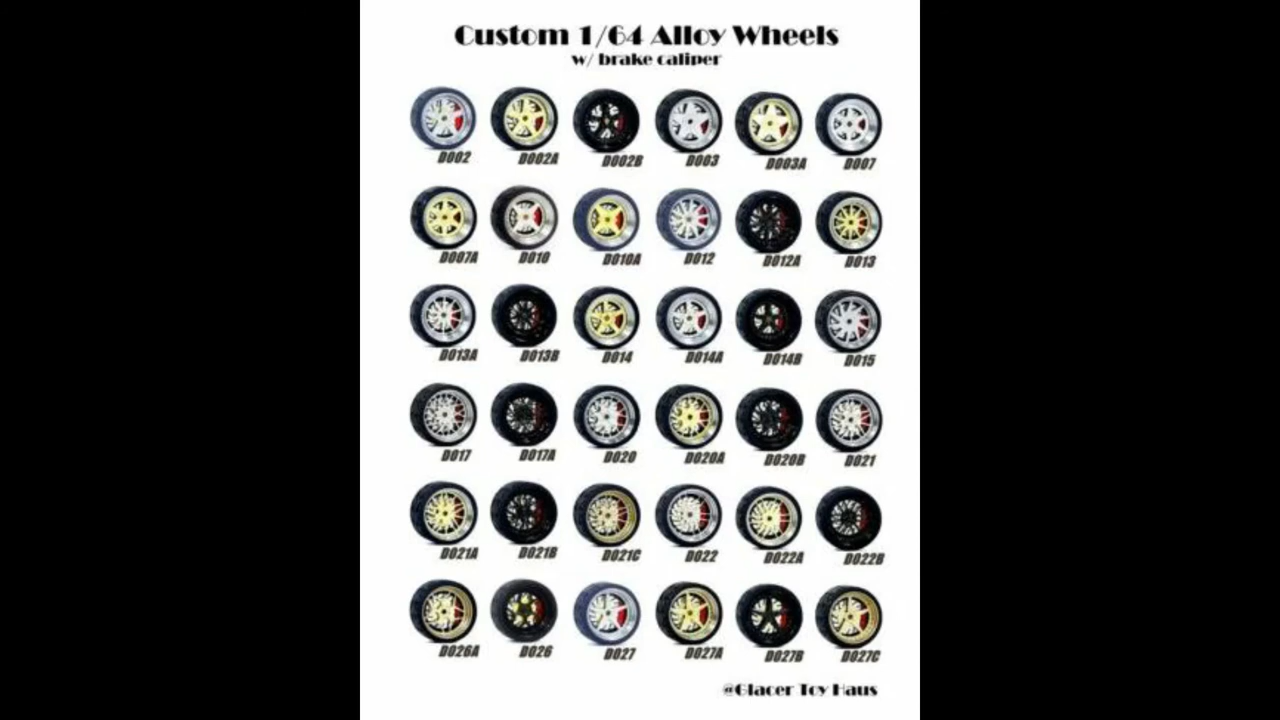 Custom 1/64 Alloy Wheels
w/ brake caliper
D002 D002A D002B D003 D003A D007
D007A D010 D010A D012 D012A D013
D013A D013B D014 D014A D014B D015
D017 D017A D020 D020A D020B D021
D021A D021B D021C D022 D022A D022B
D026A D026 D027 D027A D027B D027C
@Glacer Toy Haus